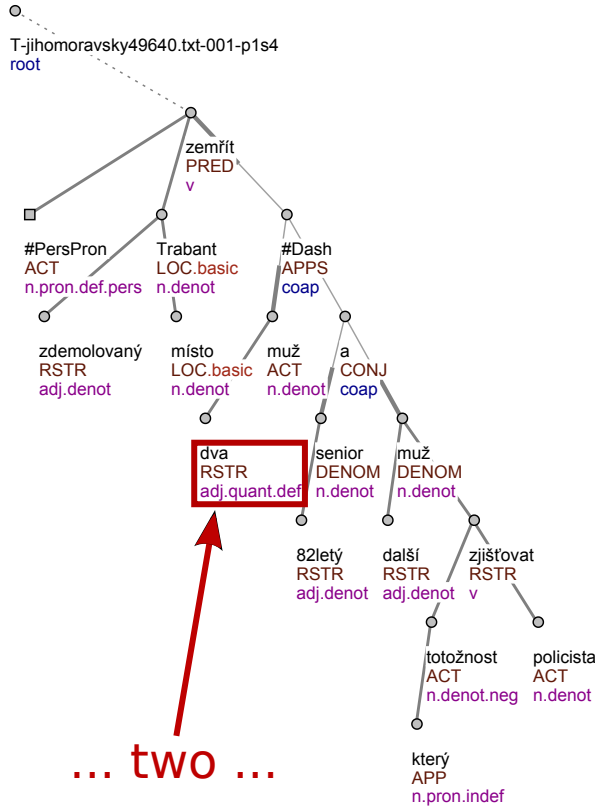 T-jihomoravsky49640.txt-001-p1s4
root
zemřít
PRED
v
#PersPron
ACT
n.pron.def.pers
Trabant
LOC.basic
n.denot
#Dash
APPS
coap
zdemolovaný
RSTR
adj.denot
místo
LOC.basic
n.denot
muž
ACT
n.denot
a
CONJ
coap
dva
RSTR
adj.quant.def
senior
DENOM
n.denot
muž
DENOM
n.denot
82letý
RSTR
adj.denot
další
RSTR
adj.denot
zjišťovat
RSTR
v
totožnost
ACT
n.denot.neg
policista
ACT
n.denot
který
APP
n.pron.indef
... two ...